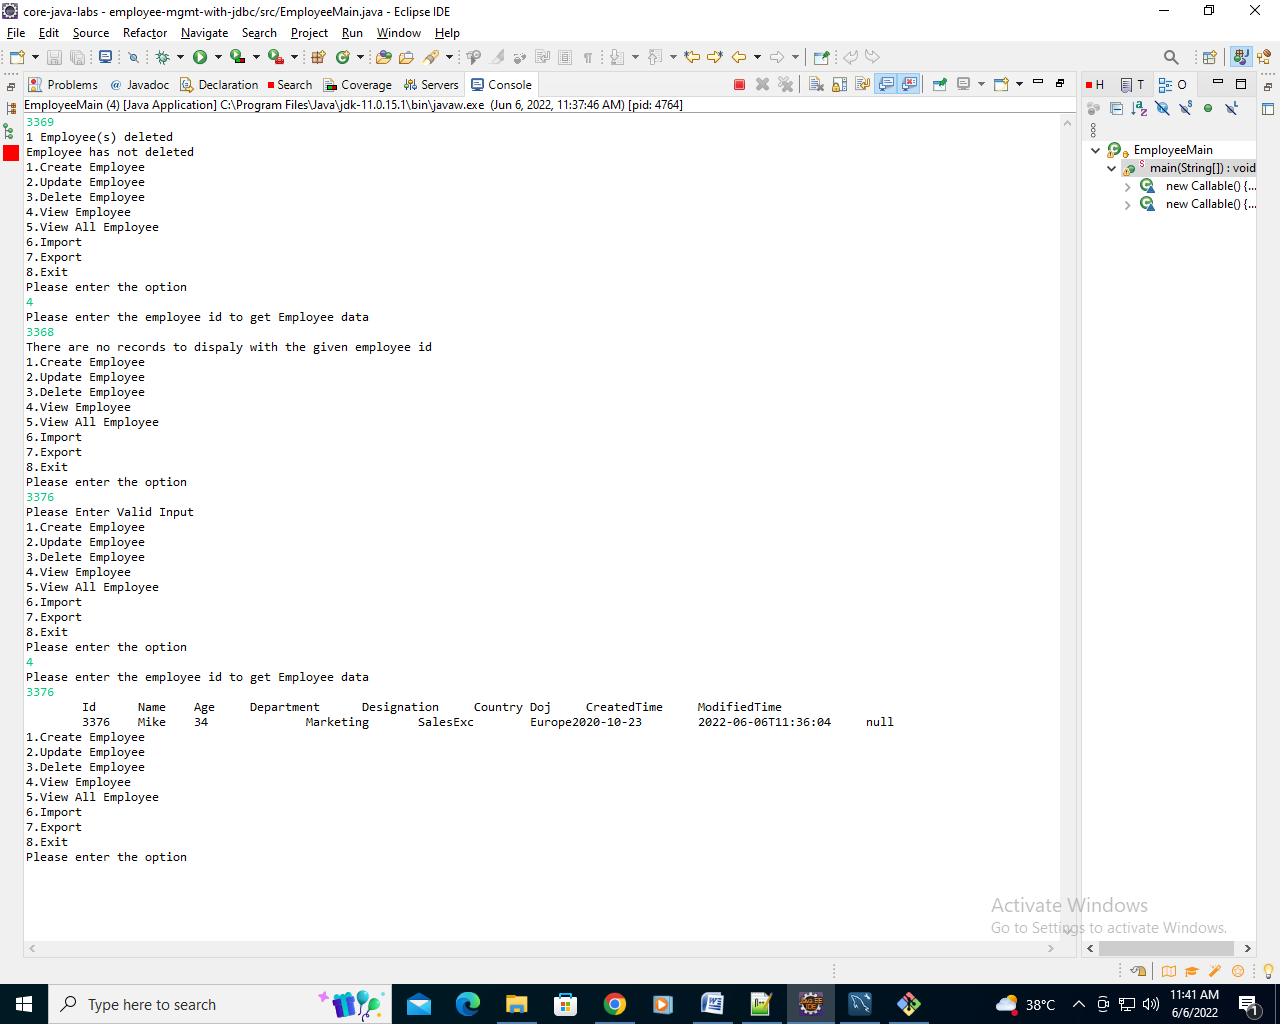 core-java-labs - employee-mgmt-with-jdbc/src/EmployeeMain.java - Eclipse IDE
File Edit Source Refactor Navigate Search Project Run Window Help
Problems @ Javadoc Declaration Search Coverage Servers Console
H T O
EmployeeMain (4) [Java Application] C:\Program Files\Java\jdk-11.0.15.1\bin\javaw.exe (Jun 6, 2022, 11:37:46 AM) [pid: 4764]
3369
1 Employee(s) deleted
Employee has not deleted
1.Create Employee
2.Update Employee
3.Delete Employee
4.View Employee
5.View All Employee
6.Import
7.Export
8.Exit
Please enter the option
4
Please enter the employee id to get Employee data
3368
There are no records to dispaly with the given employee id
1.Create Employee
2.Update Employee
3.Delete Employee
4.View Employee
5.View All Employee
6.Import
7.Export
8.Exit
Please enter the option
3376
Please Enter Valid Input
1.Create Employee
2.Update Employee
3.Delete Employee
4.View Employee
5.View All Employee
6.Import
7.Export
8.Exit
Please enter the option
4
Please enter the employee id to get Employee data
3376
Id Name Age Department Designation Country Doj CreatedTime ModifiedTime
3376 Mike 34 Marketing SalesExc Europe2020-10-23 2022-06-06T11:36:04 null
1.Create Employee
2.Update Employee
3.Delete Employee
4.View Employee
5.View All Employee
6.Import
7.Export
8.Exit
Please enter the option
EmployeeMain
main(String[]) : void
new Callable() {...
new Callable() {...
Activate Windows
Go to Settings to activate Windows.
Type here to search
38°C
11:41 AM
6/6/2022
1